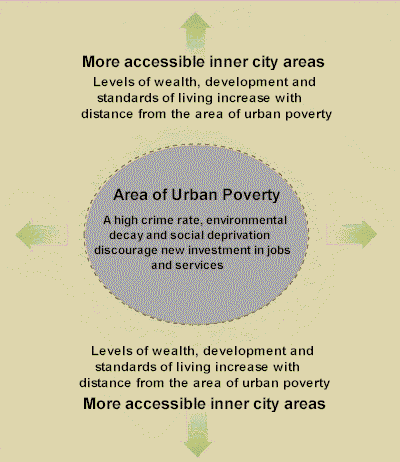 More accessible inner city areas
Levels of wealth, development and
standards of living increase with
distance from the area of urban poverty
Area of Urban Poverty
A high crime rate, environmental
decay and social deprivation
discourage new investment in jobs
and services
Levels of wealth, development and
standards of living increase with
distance from the area of urban poverty
More accessible inner city areas